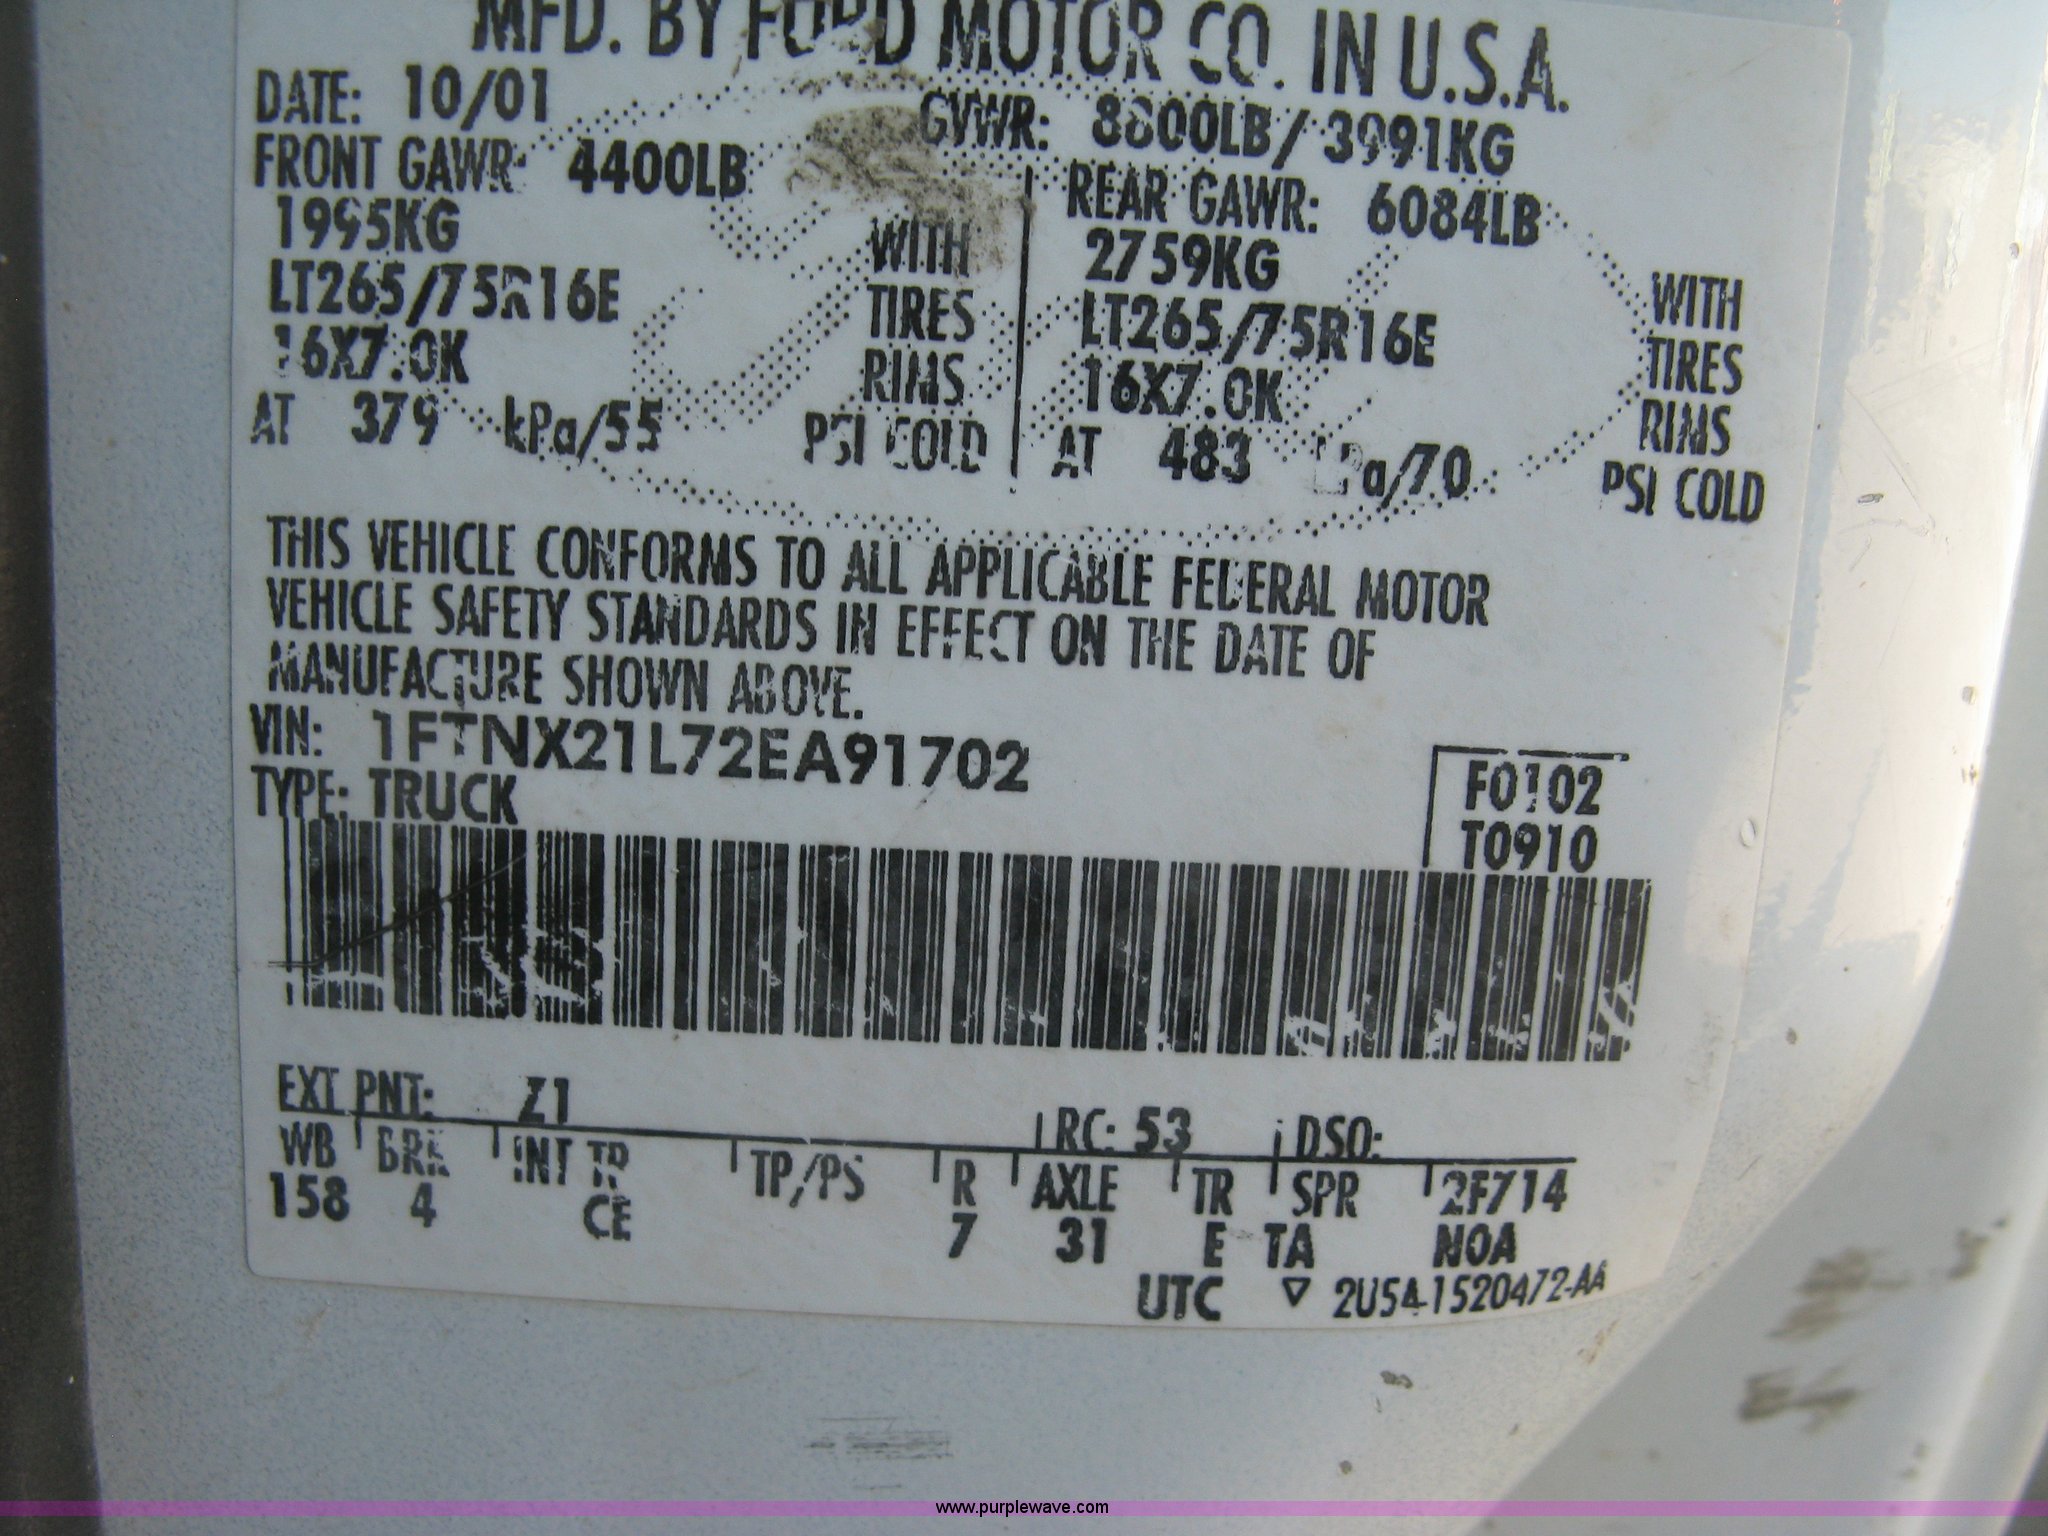 MFD. BY FORD MOTOR CO. IN U.S.A.
DATE: 10/01 GVWR: 8800LB/3991KG
FRONT GAWR: 4400LB REAR GAWR: 6084LB
1995KG WITH 2759KG WITH
LT265/75R16E TIRES LT265/75R16E TIRES
16X7.0K RIMS 16X7.0K RIMS
AT 379 kPa/55 PSI COLD AT 483 kPa/70 PSI COLD
THIS VEHICLE CONFORMS TO ALL APPLICABLE FEDERAL MOTOR
VEHICLE SAFETY STANDARDS IN EFFECT ON THE DATE OF
MANUFACTURE SHOWN ABOVE.
VIN: 1FTNX21L72EA91702 F0102
TYPE: TRUCK T0910
EXT PNT: Z1 RC: 53 DSO:
WB BRK INT TR TP/PS R AXLE TR SPR 2F714
158 4 CE 7 31 E TA NOA
UTC ▽ 2U5A-1520472-AA
www.purplewave.com